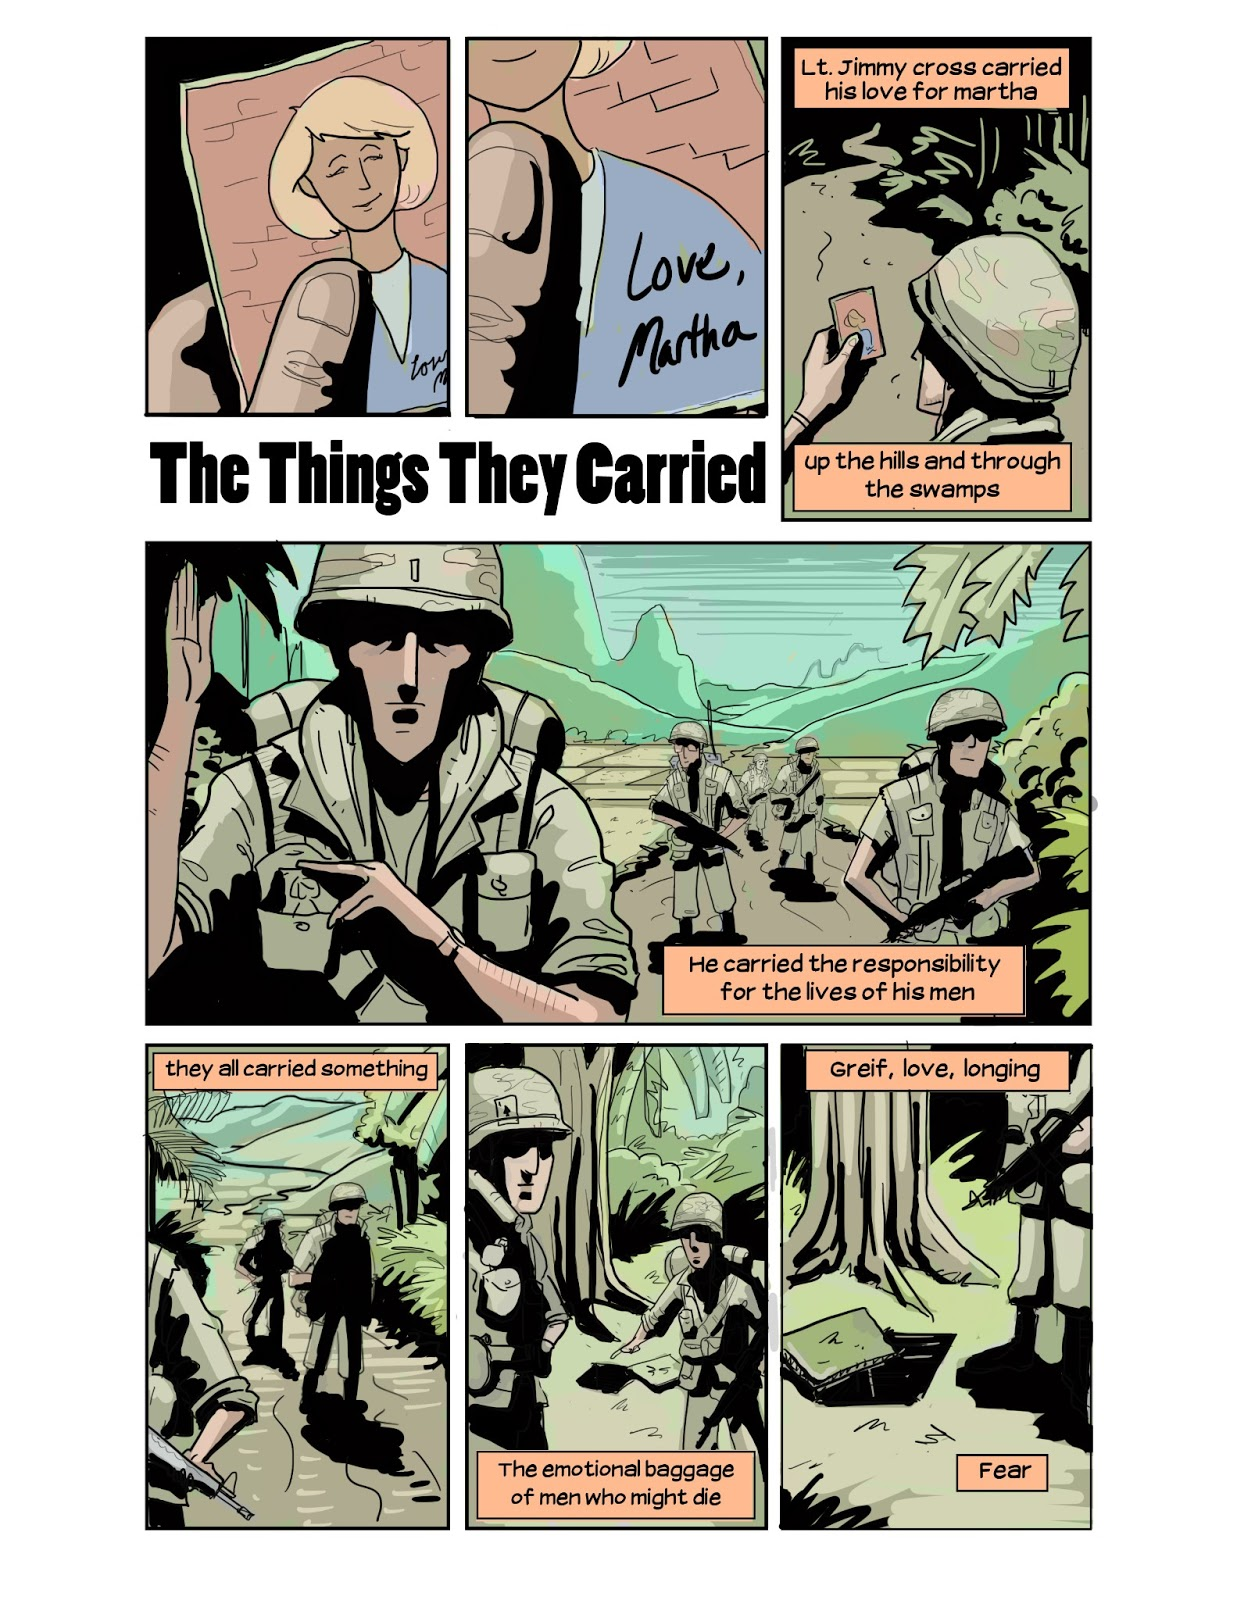 Love,
Martha
Lt. Jimmy cross carried
his love for martha
up the hills and through
the swamps
The Things They Carried
He carried the responsibility
for the lives of his men
they all carried something
The emotional baggage
of men who might die
Greif, love, longing
Fear